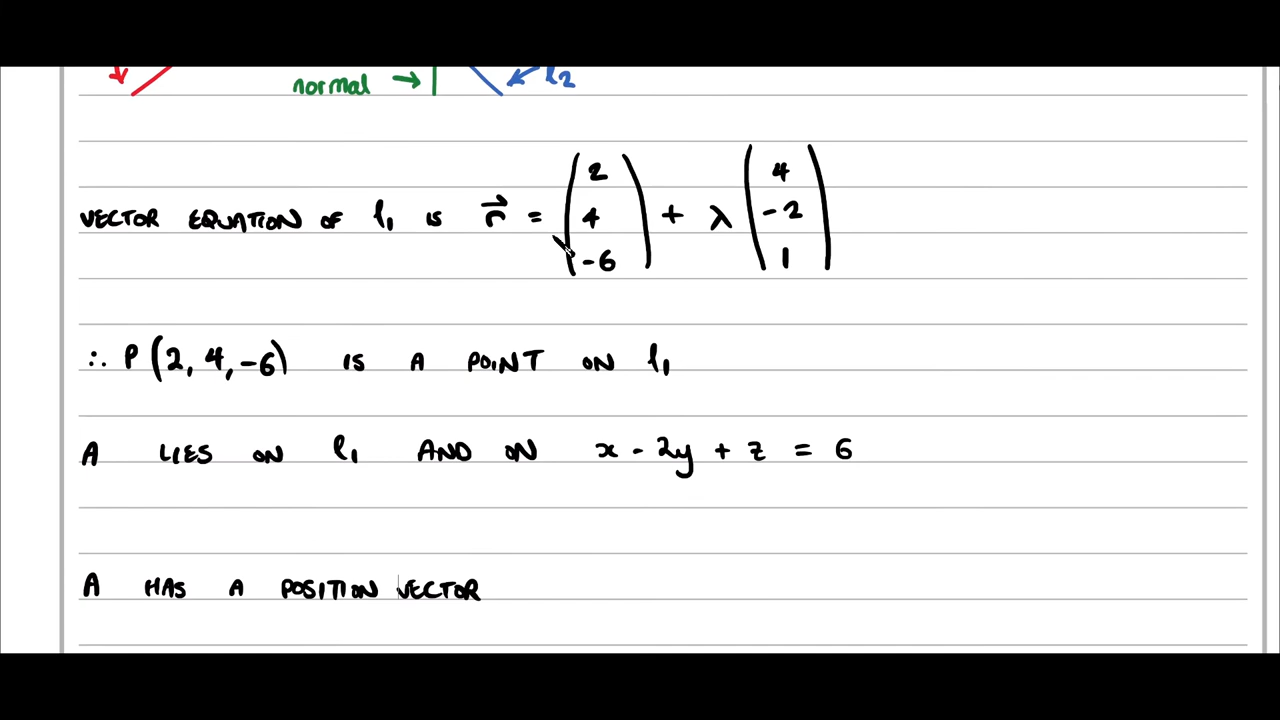 normal → ← l2
VECTOR EQUATION OF l₁ IS r⃗ = (2 4 -6) + λ (4 -2 1)
∴ P(2, 4, -6) IS A POINT ON l₁
A LIES ON l₁ AND ON x - 2y + z = 6
A HAS A POSITION VECTOR